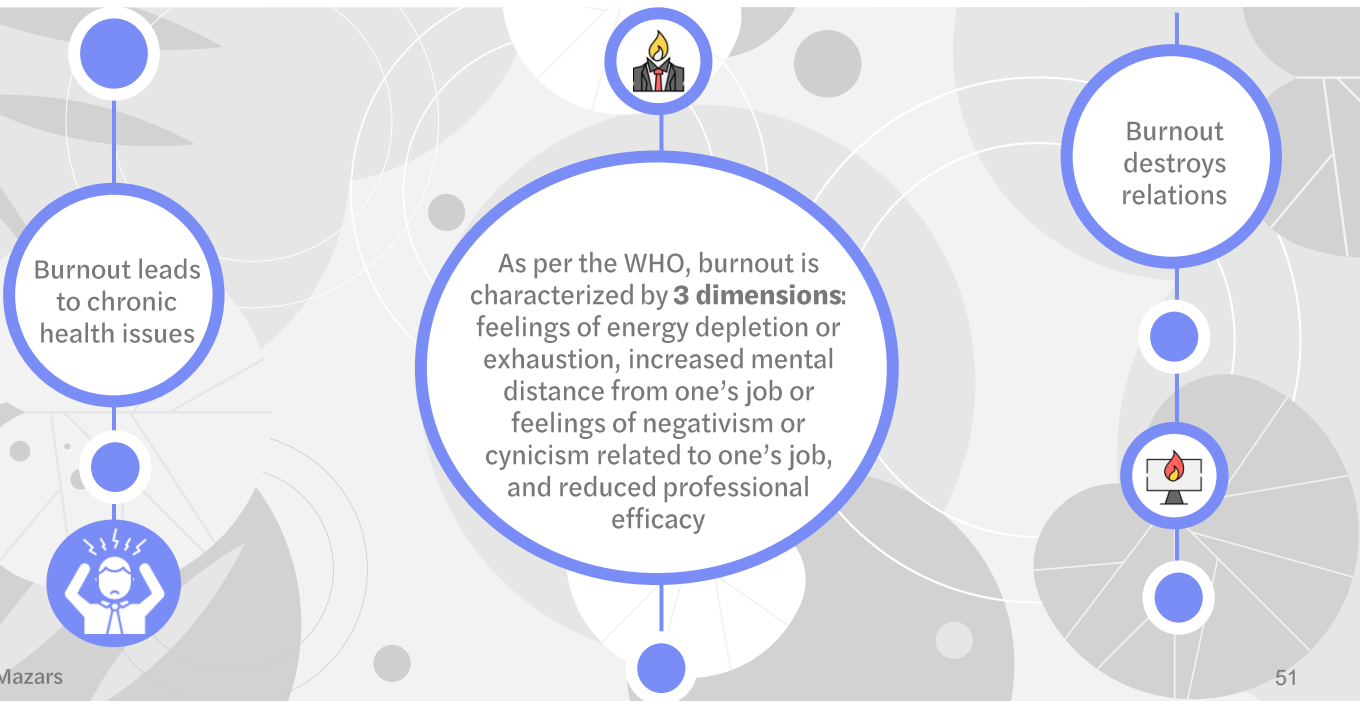 Burnout leads
to chronic
health issues
As per the WHO, burnout is
characterized by 3 dimensions:
feelings of energy depletion or
exhaustion, increased mental
distance from one’s job or
feelings of negativism or
cynicism related to one’s job,
and reduced professional
efficacy
Burnout
destroys
relations
Mazars
51